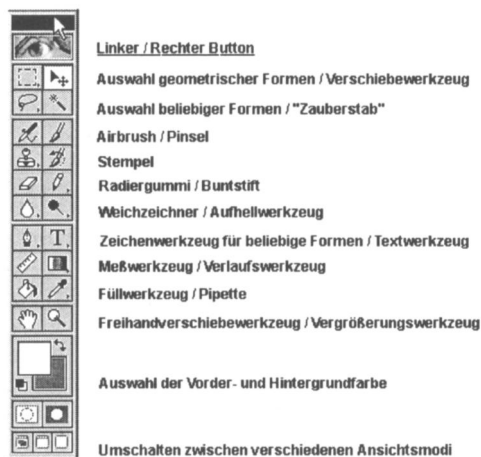 Linker / Rechter Button
Auswahl geometrischer Formen / Verschiebewerkzeug
Auswahl beliebiger Formen / "Zauberstab"
Airbrush / Pinsel
Stempel
Radiergummi / Buntstift
Weichzeichner / Aufhellwerkzeug
T
Zeichenwerkzeug für beliebige Formen / Textwerkzeug
Meßwerkzeug / Verlaufswerkzeug
Füllwerkzeug / Pipette
Freihandverschiebewerkzeug / Vergrößerungswerkzeug
Auswahl der Vorder- und Hintergrundfarbe
Umschalten zwischen verschiedenen Ansichtsmodi